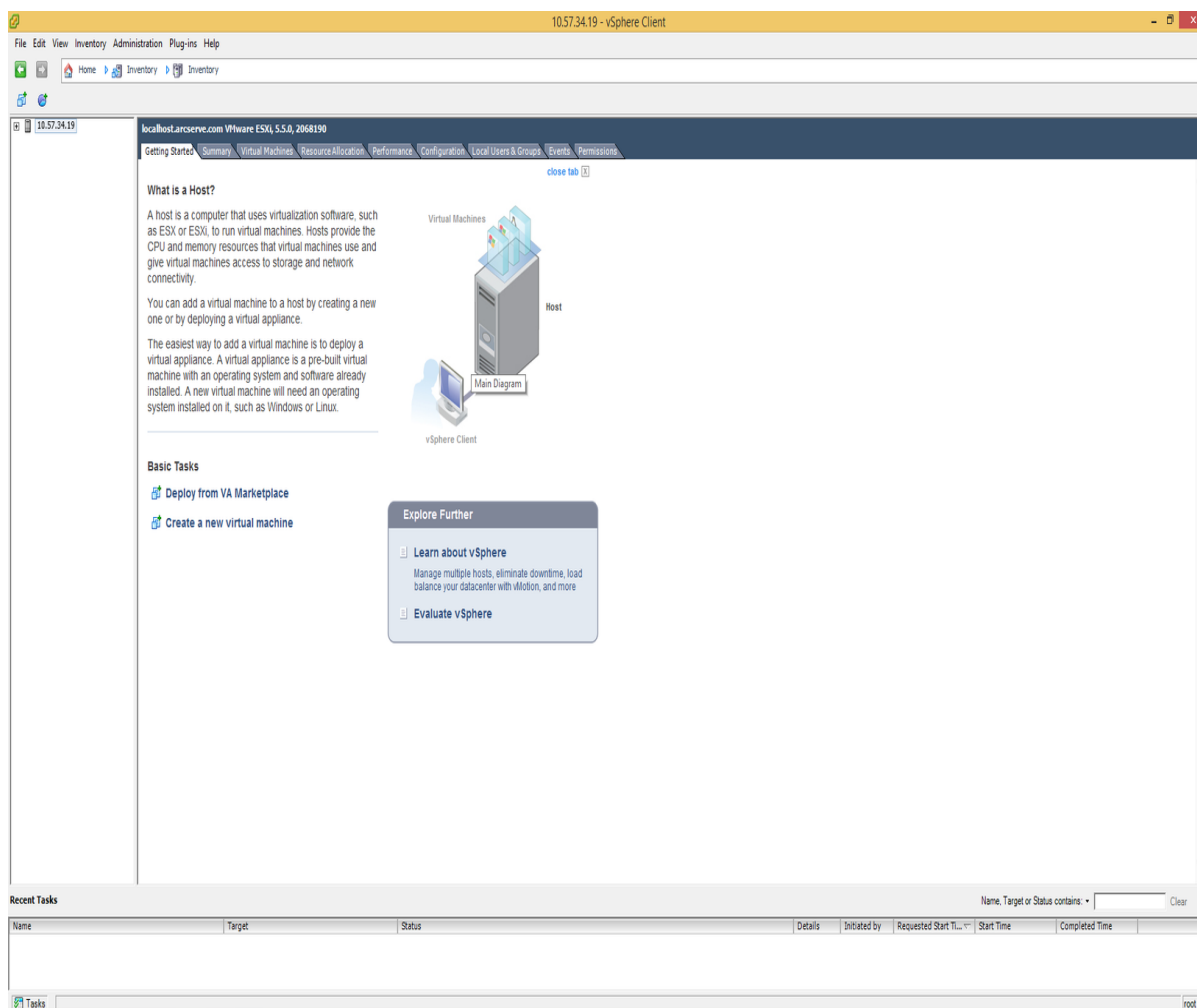 10.57.34.19 - vSphere Client
File Edit View Inventory Administration Plug-ins Help
Home Inventory Inventory
10.57.34.19
localhost.arcserve.com VMware ESXi, 5.5.0, 2068190
Getting Started Summary Virtual Machines Resource Allocation Performance Configuration Local Users & Groups Events Permissions
close tab X
What is a Host?
A host is a computer that uses virtualization software, such
as ESX or ESXi, to run virtual machines. Hosts provide the
CPU and memory resources that virtual machines use and
give virtual machines access to storage and network
connectivity.
You can add a virtual machine to a host by creating a new
one or by deploying a virtual appliance.
The easiest way to add a virtual machine is to deploy a
virtual appliance. A virtual appliance is a pre-built virtual
machine with an operating system and software already
installed. A new virtual machine will need an operating
system installed on it, such as Windows or Linux.
Virtual Machines
Host
Main Diagram
vSphere Client
Basic Tasks
Deploy from VA Marketplace
Create a new virtual machine
Explore Further
Learn about vSphere
Manage multiple hosts, eliminate downtime, load
balance your datacenter with vMotion, and more
Evaluate vSphere
Recent Tasks
Name, Target or Status contains:
Clear
Name Target Status Details Initiated by Requested Start Ti... Start Time Completed Time
Tasks
root